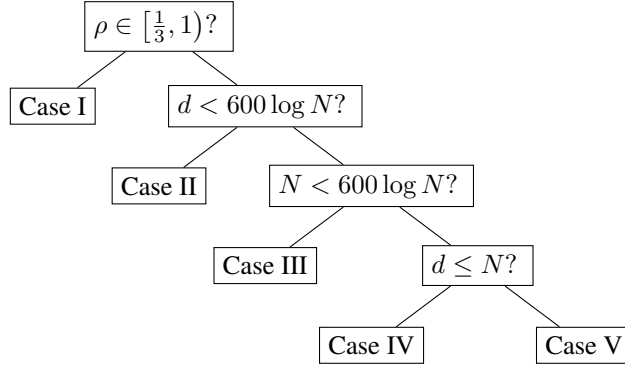 ρ ∈ [1/3, 1)?
Case I
d < 600 log N?
Case II
N < 600 log N?
Case III
d ≤ N?
Case IV
Case V